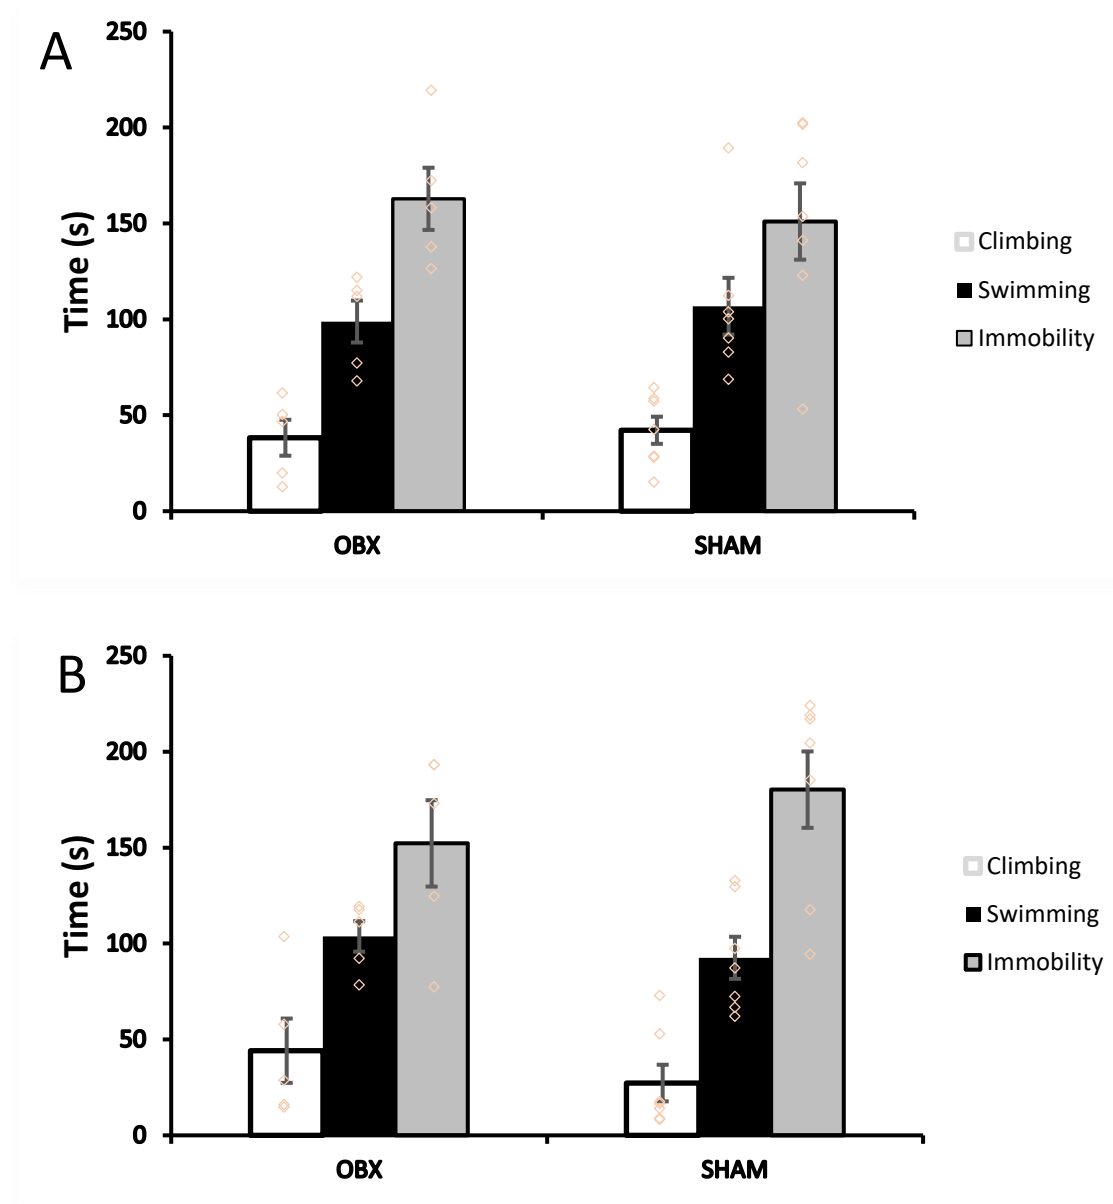 A
250
200
150
100
50
0
Time (s)
OBX
SHAM
Climbing
Swimming
Immobility
B
250
200
150
100
50
0
Time (s)
OBX
SHAM
Climbing
Swimming
Immobility